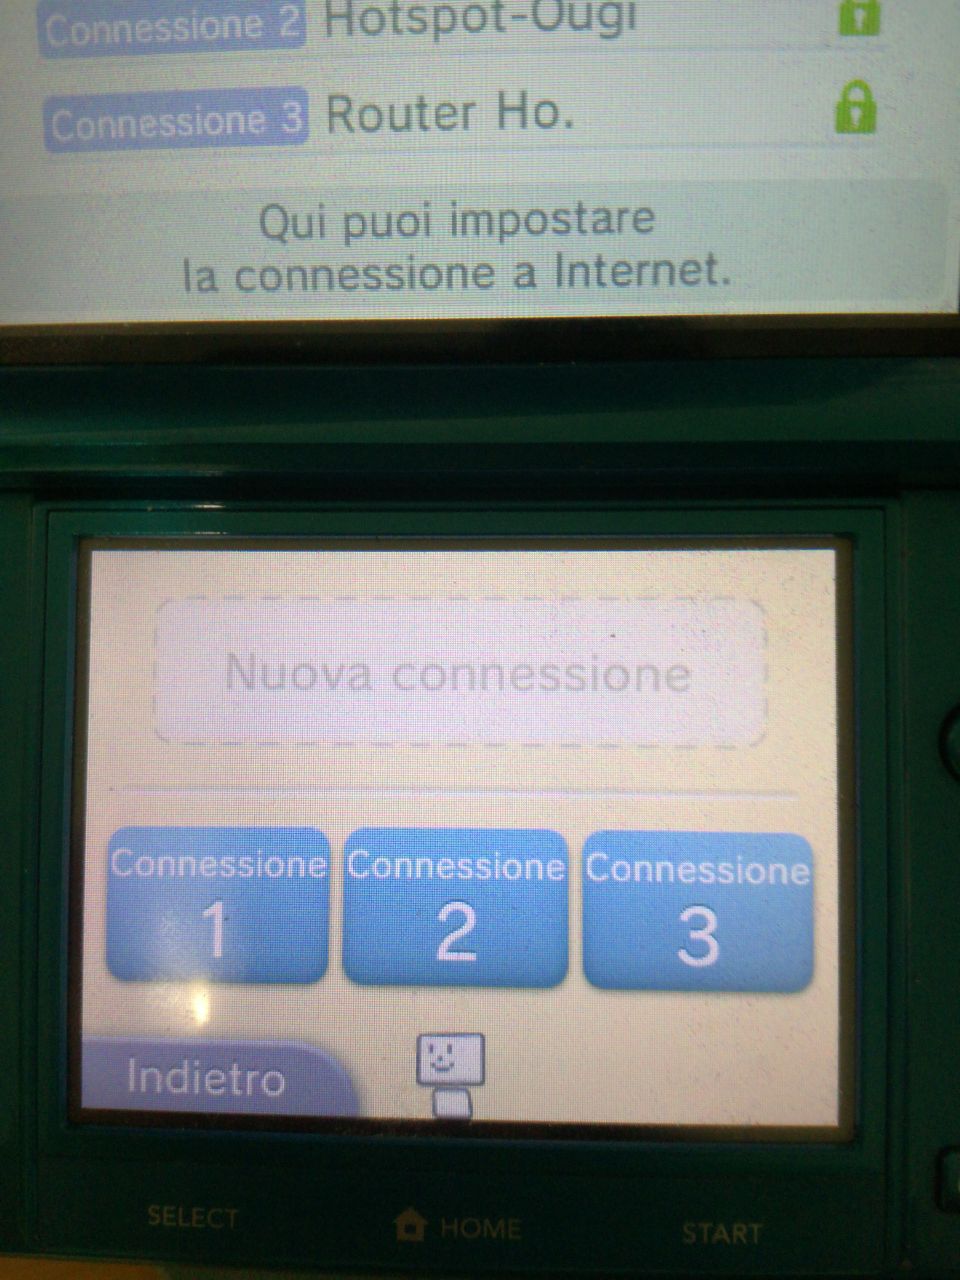 Connessione 2 Hotspot-Ougi
Connessione 3 Router Ho.
Qui puoi impostare
la connessione a Internet.
Nuova connessione
Connessione
1
Connessione
2
Connessione
3
Indietro
SELECT
HOME
START